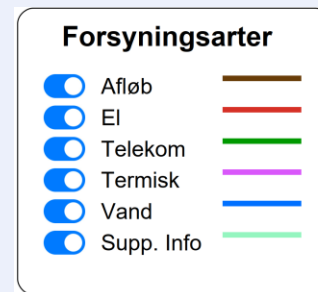 Forsyningsarter
Afløb
El
Telekom
Termisk
Vand
Supp. Info